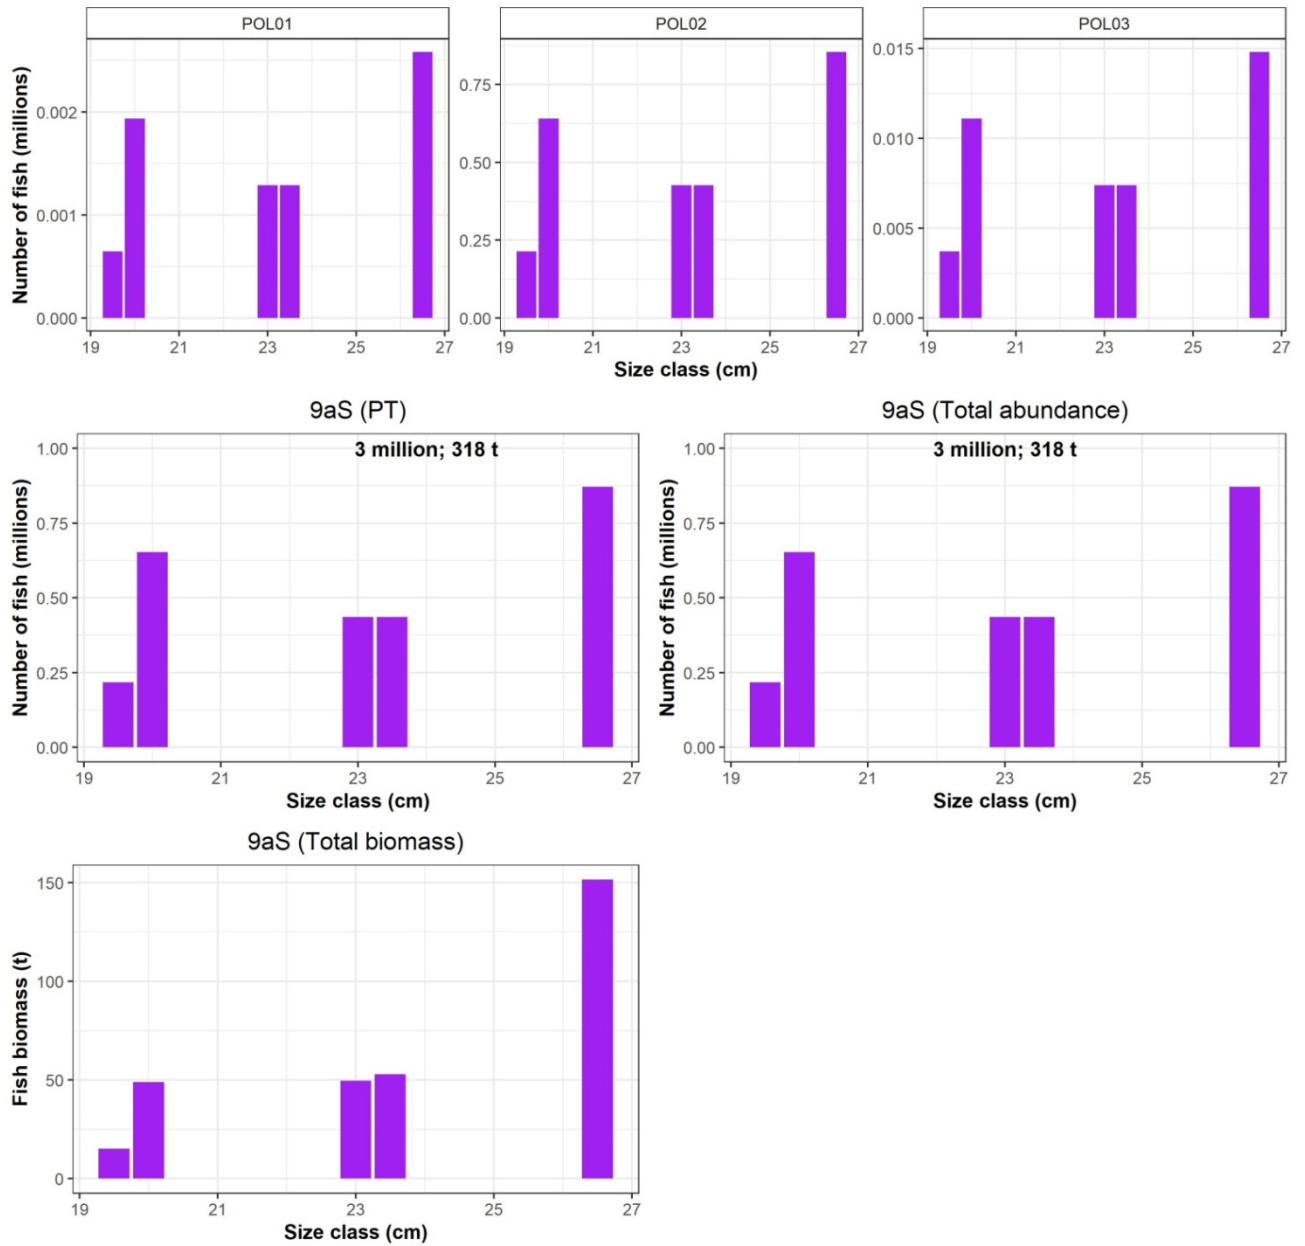 POL01 POL02 POL03
Number of fish (millions)
0.002
0.001
0.000
0.75
0.50
0.25
0.00
0.015
0.010
0.005
0.000
19 21 23 25 27 19 21 23 25 27 19 21 23 25 27
Size class (cm)
9aS (PT)
3 million; 318 t
Number of fish (millions)
1.00
0.75
0.50
0.25
0.00
19 21 23 25 27
Size class (cm)
9aS (Total abundance)
3 million; 318 t
Number of fish (millions)
1.00
0.75
0.50
0.25
0.00
19 21 23 25 27
Size class (cm)
9aS (Total biomass)
Fish biomass (t)
150
100
50
0
19 21 23 25 27
Size class (cm)